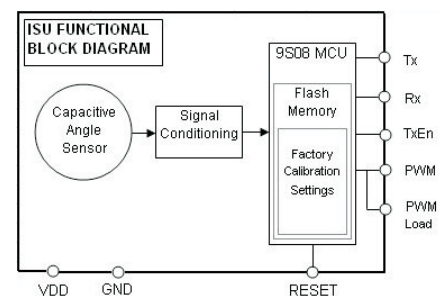 ISU FUNCTIONAL
BLOCK DIAGRAM
Capacitive
Angle
Sensor
Signal
Conditioning
9S08 MCU
Flash
Memory
Factory
Calibration
Settings
Tx
Rx
TxEn
PWM
PWM
Load
VDD
GND
RESET